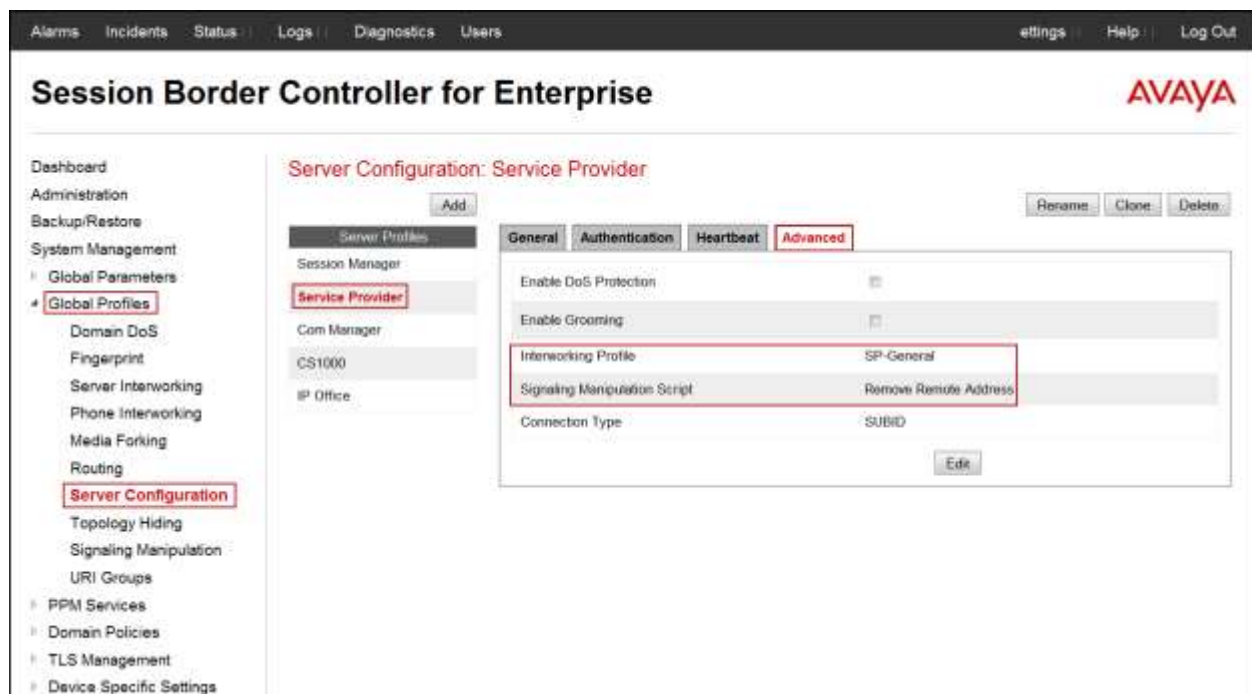 Alarms Incidents Status Logs Diagnostics Users ettings Help Log Out
Session Border Controller for Enterprise
AVAYA
Dashboard
Administration
Backup/Restore
System Management
Global Parameters
Global Profiles
Domain DoS
Fingerprint
Server Interworking
Phone Interworking
Media Forking
Routing
Server Configuration
Topology Hiding
Signaling Manipulation
URI Groups
PPM Services
Domain Policies
TLS Management
Device Specific Settings
Server Configuration: Service Provider
Add
Rename Clone Delete
Server Profiles
Session Manager
Service Provider
Com Manager
CS1000
IP Office
General Authentication Heartbeat Advanced
Enable DoS Protection
Enable Grooming
Interworking Profile SP-General
Signaling Manipulation Script Remove Remote Address
Connection Type SUBID
Edit